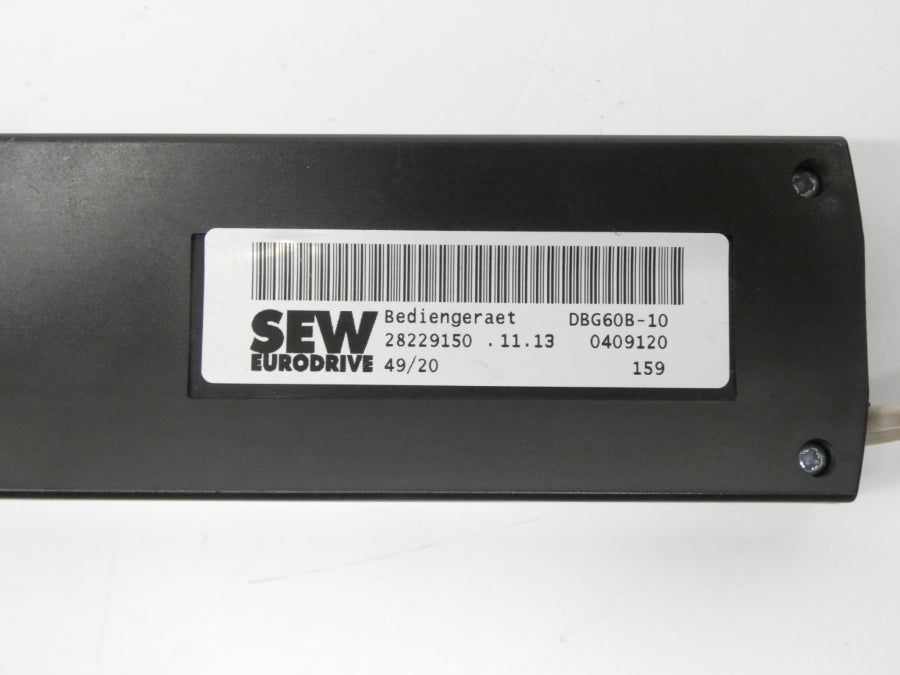 SEW
EURODRIVE
Bediengeraet DBG60B-10
28229150 .11.13 0409120
49/20 159